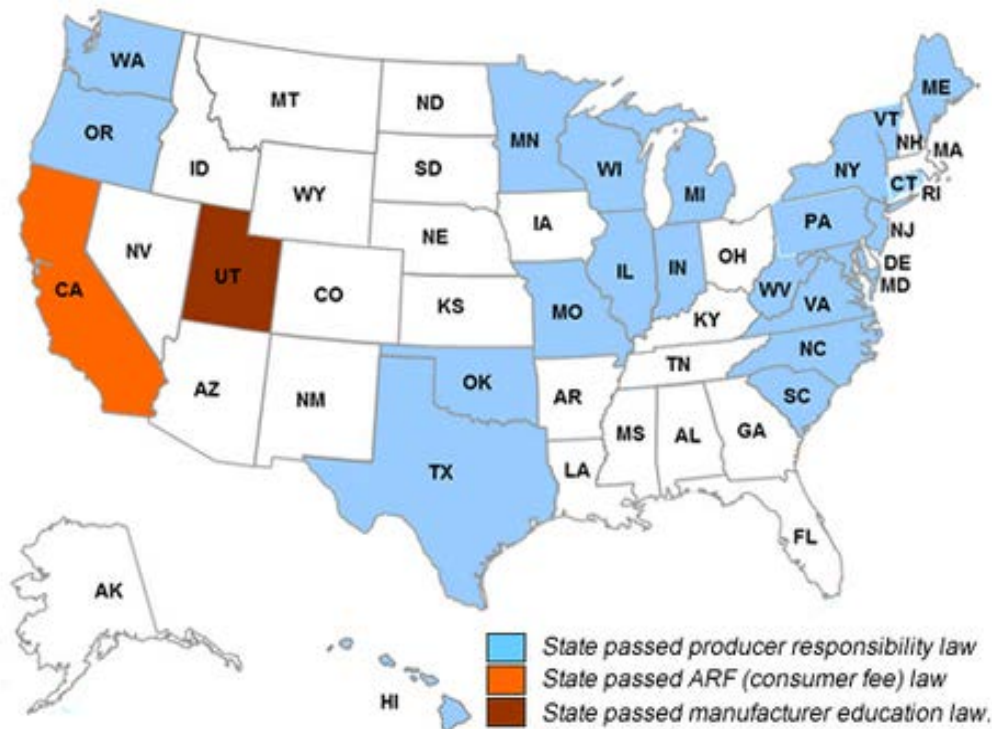 WA
MT
ND
MN
ME
VT
NH
MA
OR
ID
SD
WI
MI
NY
CT
RI
WY
IA
PA
NJ
NV
NE
OH
DE
MD
UT
CO
IL
IN
WV
VA
CA
KS
MO
KY
NC
AZ
NM
OK
AR
TN
SC
MS
AL
GA
TX
LA
FL
AK
HI
State passed producer responsibility law
State passed ARF (consumer fee) law
State passed manufacturer education law.